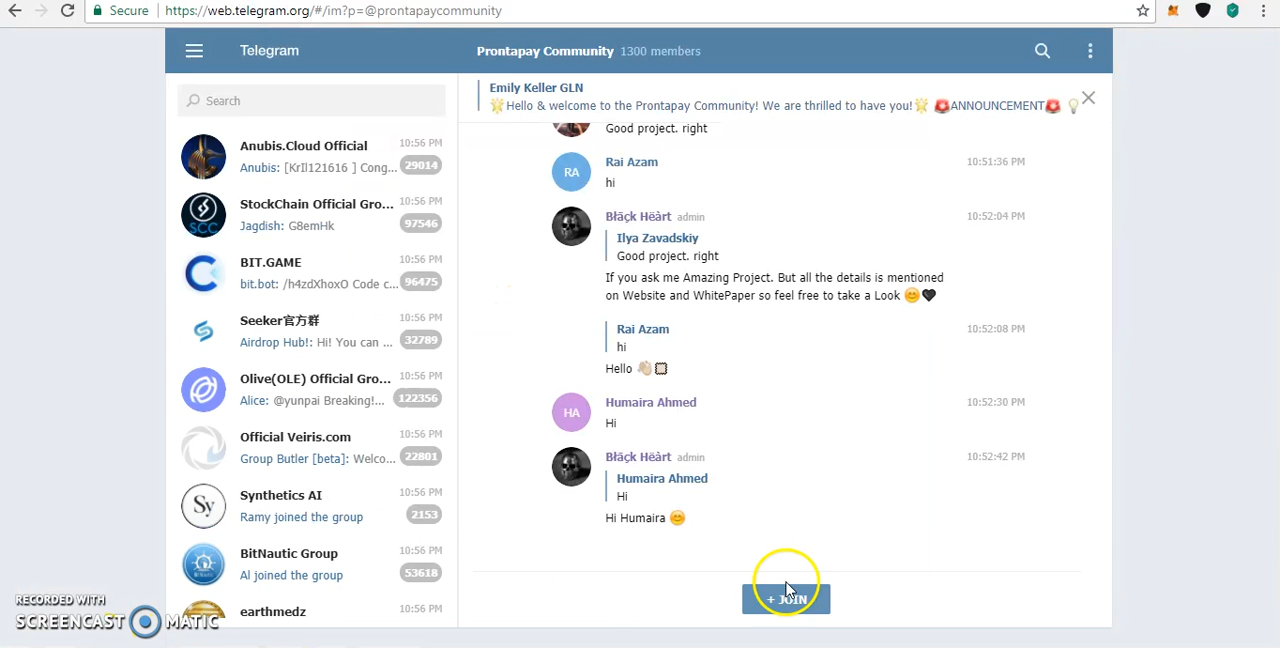 Secure https://web.telegram.org/#/im?p=@prontapaycommunity
Telegram
Prontapay Community 1300 members
Search
Anubis.Cloud Official 10:56 PM
Anubis: [KrIl121616 ] Cong... 29014
StockChain Official Gro... 10:56 PM
Jagdish: G8emHk 97546
SCC
BIT.GAME 10:56 PM
bit.bot: /h4zdXhoxO Code c... 96475
Seeker官方群 10:56 PM
Airdrop Hub!: Hi! You can ... 32789
Olive(OLE) Official Gro... 10:56 PM
Alice: @yunpai Breaking!... 122356
Official Veiris.com 10:56 PM
Group Butler [beta]: Welco... 22801
Synthetics AI 10:56 PM
Sy
Ramy joined the group 2153
BitNautic Group 10:56 PM
Al joined the group 53618
earthmedz 10:56 PM
Emily Keller GLN
🌟Hello & welcome to the Prontapay Community! We are thrilled to have you!🌟 🚨ANNOUNCEMENT🚨 💡
Good project. right
Rai Azam 10:51:36 PM
RA
hi
Błāçk Hëàrt admin 10:52:04 PM
Ilya Zavadskiy
Good project. right
If you ask me Amazing Project. But all the details is mentioned
on Website and WhitePaper so feel free to take a Look 😊🖤
Rai Azam 10:52:08 PM
hi
Hello 👋🏻
Humaira Ahmed 10:52:30 PM
HA
Hi
Błāçk Hëàrt admin 10:52:42 PM
Humaira Ahmed
Hi
Hi Humaira 😊
+ JOIN
RECORDED WITH
SCREENCAST MATIC